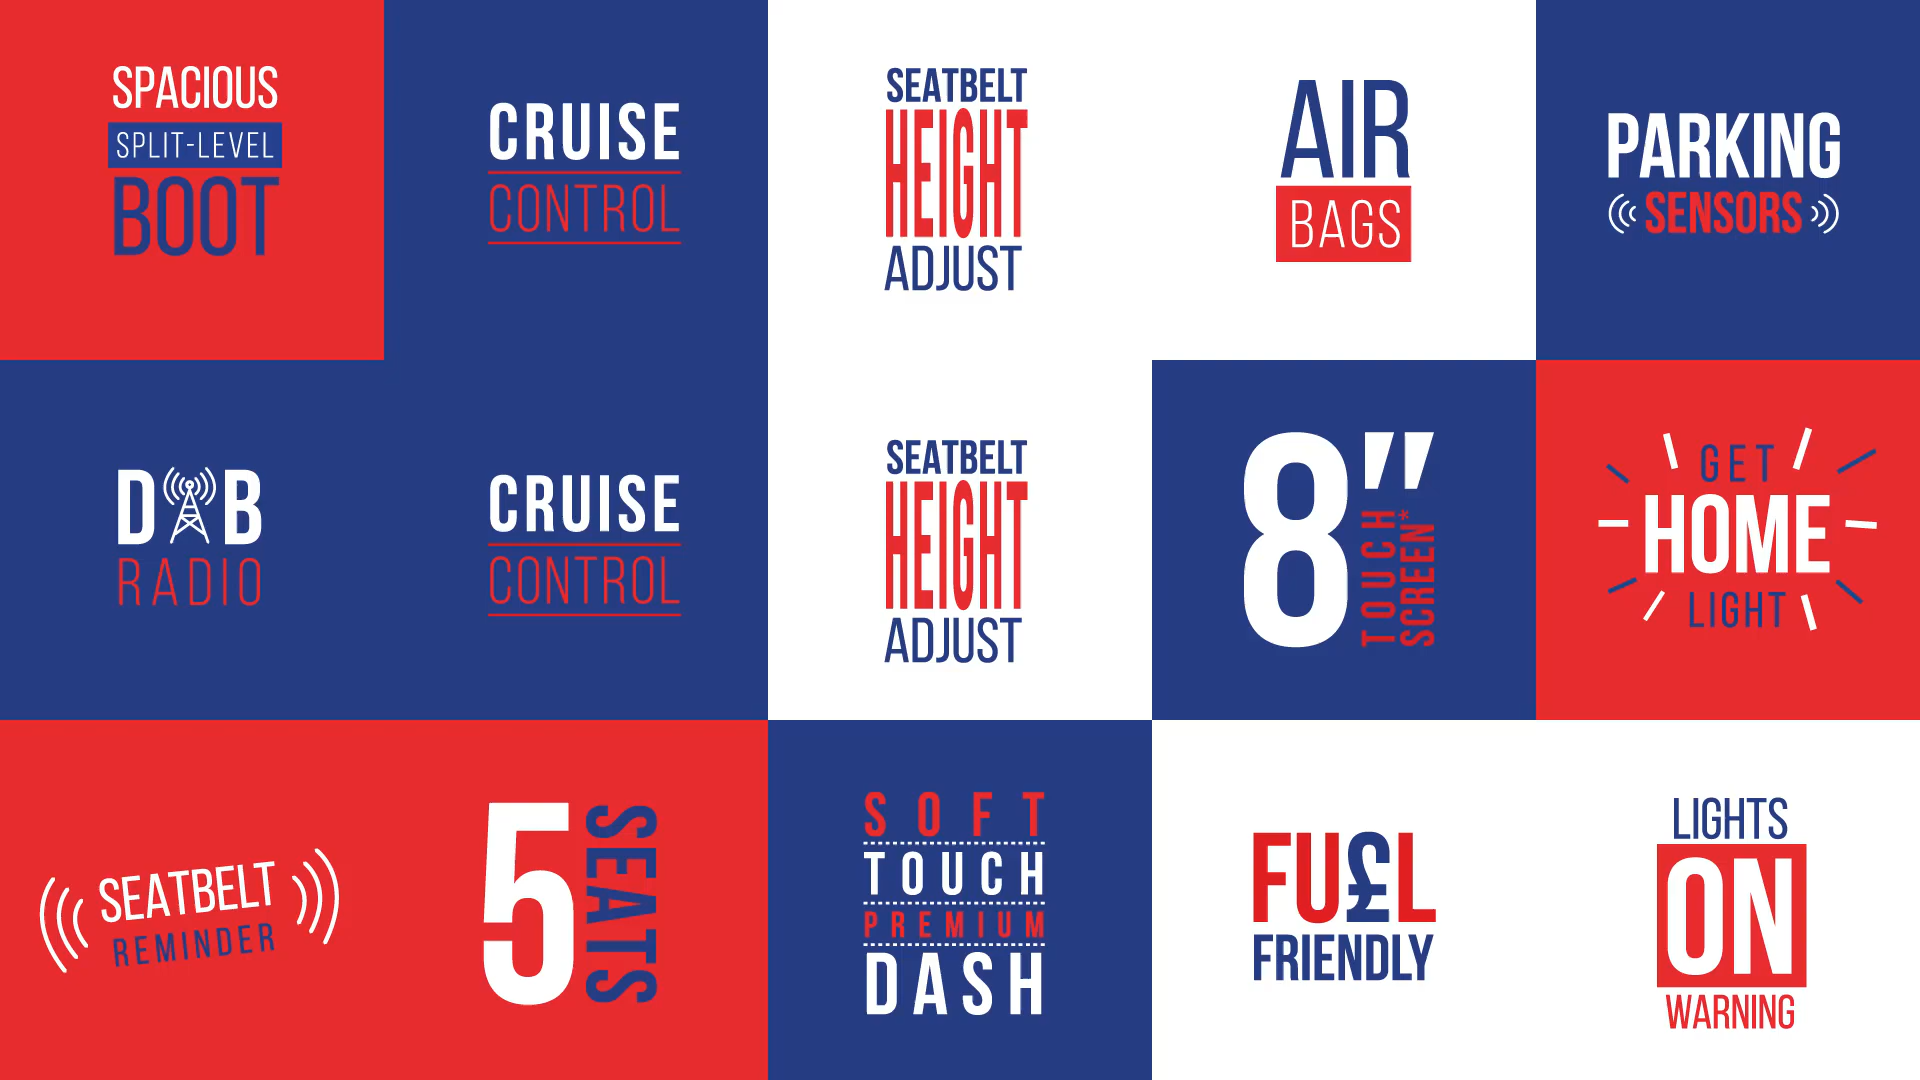 SPACIOUS
SPLIT-LEVEL
BOOT
CRUISE
CONTROL
SEATBELT
HEIGHT
ADJUST
AIR
BAGS
PARKING
SENSORS
DAB
RADIO
CRUISE
CONTROL
SEATBELT
HEIGHT
ADJUST
8"
TOUCH
SCREEN*
GET
HOME
LIGHT
SEATBELT
REMINDER
5
SEATS
SOFT
TOUCH
PREMIUM
DASH
FU£L
FRIENDLY
LIGHTS
ON
WARNING